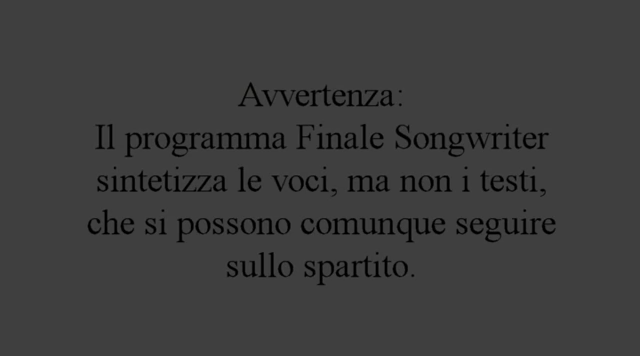 Avvertenza:
Il programma Finale Songwriter
sintetizza le voci, ma non i testi,
che si possono comunque seguire
sullo spartito.